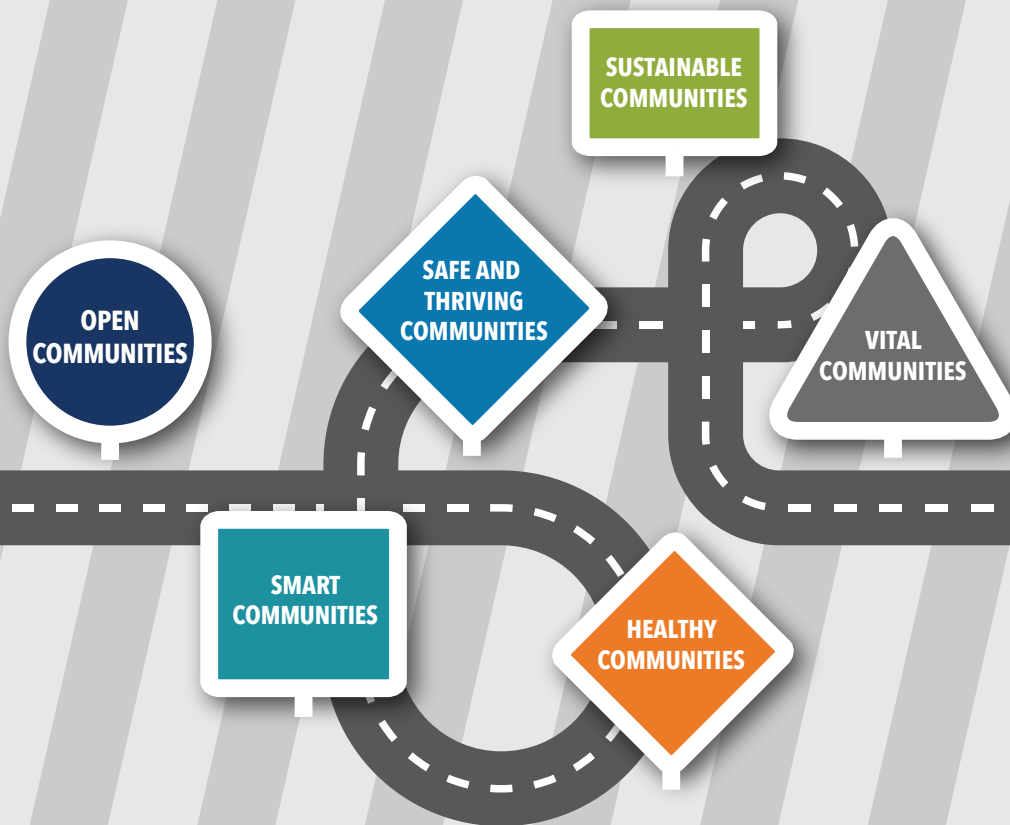 SUSTAINABLE
COMMUNITIES
SAFE AND
THRIVING
COMMUNITIES
OPEN
COMMUNITIES
VITAL
COMMUNITIES
SMART
COMMUNITIES
HEALTHY
COMMUNITIES